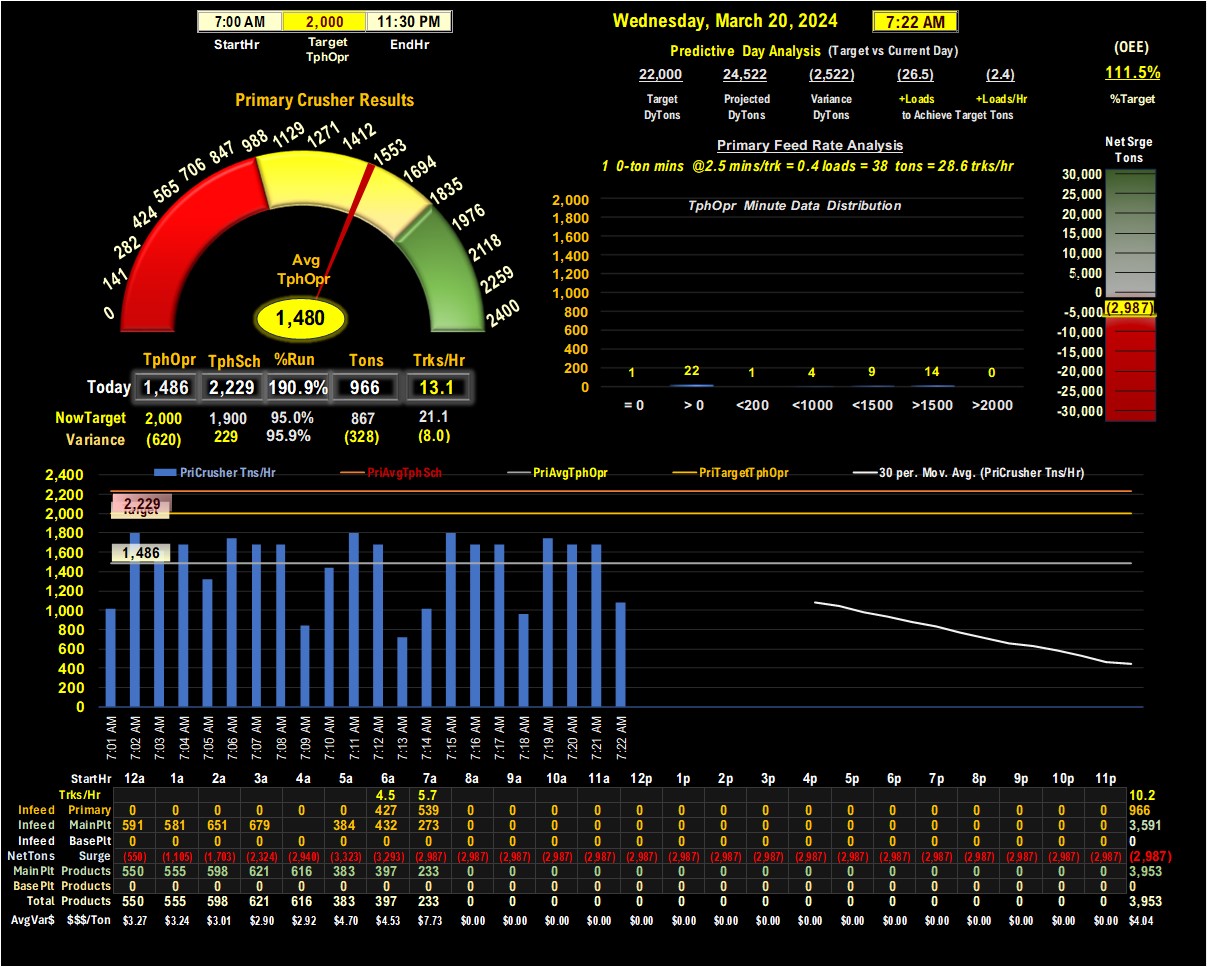 7:00 AM 2,000 11:30 PM
StartHr Target TphOpr EndHr
Wednesday, March 20, 2024 7:22 AM
Predictive Day Analysis (Target vs Current Day)
22,000 24,522 (2,522) (26.5) (2.4)
Target Projected Variance +Loads +Loads/Hr
DyTons DyTons DyTons to Achieve Target Tons
(OEE)
111.5%
%Target
Primary Crusher Results
0 141 282 424 565 706 847 988 1129 1271 1412 1553 1694 1835 1976 2118 2259 2400
Avg
TphOpr
1,480
Primary Feed Rate Analysis
1 0-ton mins @2.5 mins/trk = 0.4 loads = 38 tons = 28.6 trks/hr
TphOpr Minute Data Distribution
2,000
1,800
1,600
1,400
1,200
1,000
800
600
400
200
0
1 22 1 4 9 14 0
= 0 > 0 <200 <1000 <1500 >1500 >2000
Net Srge
Tons
30,000
25,000
20,000
15,000
10,000
5,000
0
-5,000 (2,987)
-10,000
-15,000
-20,000
-25,000
-30,000
TphOpr TphSch %Run Tons Trks/Hr
Today 1,486 2,229 190.9% 966 13.1
NowTarget 2,000 1,900 95.0% 867 21.1
Variance (620) 229 95.9% (328) (8.0)
PriCrusher Tns/Hr PriAvgTphSch PriAvgTphOpr PriTargetTphOpr 30 per. Mov. Avg. (PriCrusher Tns/Hr)
2,400
2,200
2,000
1,800
1,600
1,400
1,200
1,000
800
600
400
200
0
2,229
Target
1,486
7:01 AM 7:02 AM 7:03 AM 7:04 AM 7:05 AM 7:06 AM 7:07 AM 7:08 AM 7:09 AM 7:10 AM 7:11 AM 7:12 AM 7:13 AM 7:14 AM 7:15 AM 7:16 AM 7:17 AM 7:18 AM 7:19 AM 7:20 AM 7:21 AM 7:22 AM
StartHr 12a 1a 2a 3a 4a 5a 6a 7a 8a 9a 10a 11a 12p 1p 2p 3p 4p 5p 6p 7p 8p 9p 10p 11p
Trks/Hr 4.5 5.7 10.2
Infeed Primary 0 0 0 0 0 0 427 539 0 0 0 0 0 0 0 0 0 0 0 0 0 0 0 0 966
Infeed MainPlt 591 581 651 679 384 432 273 0 0 0 0 0 0 0 0 0 0 0 0 0 0 0 0 3,591
Infeed BasePlt 0 0 0 0 0 0 0 0 0 0 0 0 0 0 0 0 0 0 0 0 0 0 0 0 0
NetTons Surge (550) (1,105) (1,703) (2,324) (2,940) (3,323) (3,293) (2,987) (2,987) (2,987) (2,987) (2,987) (2,987) (2,987) (2,987) (2,987) (2,987) (2,987) (2,987) (2,987) (2,987) (2,987) (2,987) (2,987) (2,987)
MainPlt Products 550 555 598 621 616 383 397 233 0 0 0 0 0 0 0 0 0 0 0 0 0 0 0 0 3,953
BasePlt Products 0 0 0 0 0 0 0 0 0 0 0 0 0 0 0 0 0 0 0 0 0 0 0 0 0
Total Products 550 555 598 621 616 383 397 233 0 0 0 0 0 0 0 0 0 0 0 0 0 0 0 0 3,953
AvgVar$ $$$/Ton $3.27 $3.24 $3.01 $2.90 $2.92 $4.70 $4.53 $7.73 $0.00 $0.00 $0.00 $0.00 $0.00 $0.00 $0.00 $0.00 $0.00 $0.00 $0.00 $0.00 $0.00 $0.00 $0.00 $0.00 $4.04